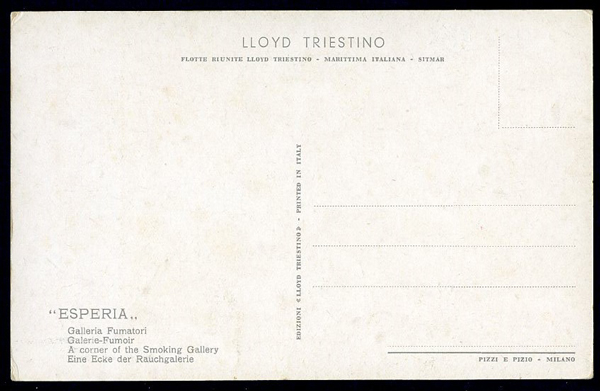 LLOYD TRIESTINO
FLOTTE RIUNITE LLOYD TRIESTINO - MARITTIMA ITALIANA - SITMAR
EDIZIONI «LLOYD TRIESTINO» - PRINTED IN ITALY
“ESPERIA„
Galleria Fumatori
Galerie-Fumoir
A corner of the Smoking Gallery
Eine Ecke der Rauchgalerie
PIZZI E PIZIO - MILANO